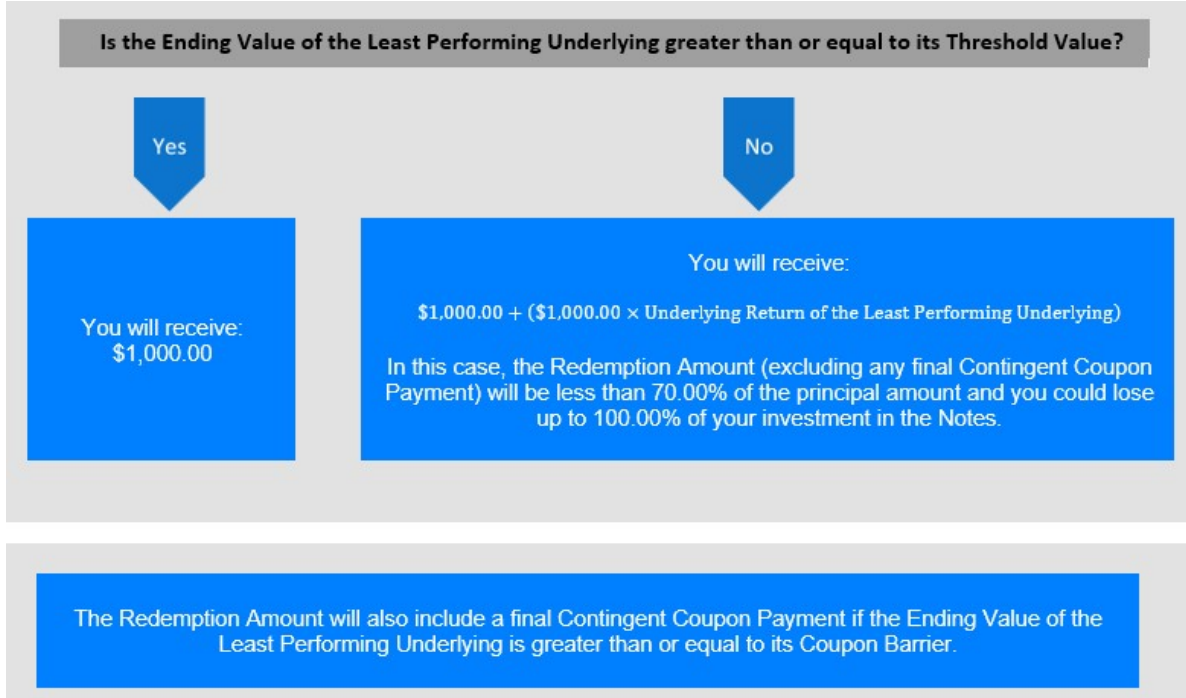 Is the Ending Value of the Least Performing Underlying greater than or equal to its Threshold Value?
Yes
No
You will receive:
$1,000.00
You will receive:
$1,000.00 + ($1,000.00 × Underlying Return of the Least Performing Underlying)
In this case, the Redemption Amount (excluding any final Contingent Coupon
Payment) will be less than 70.00% of the principal amount and you could lose
up to 100.00% of your investment in the Notes.
The Redemption Amount will also include a final Contingent Coupon Payment if the Ending Value of the
Least Performing Underlying is greater than or equal to its Coupon Barrier.